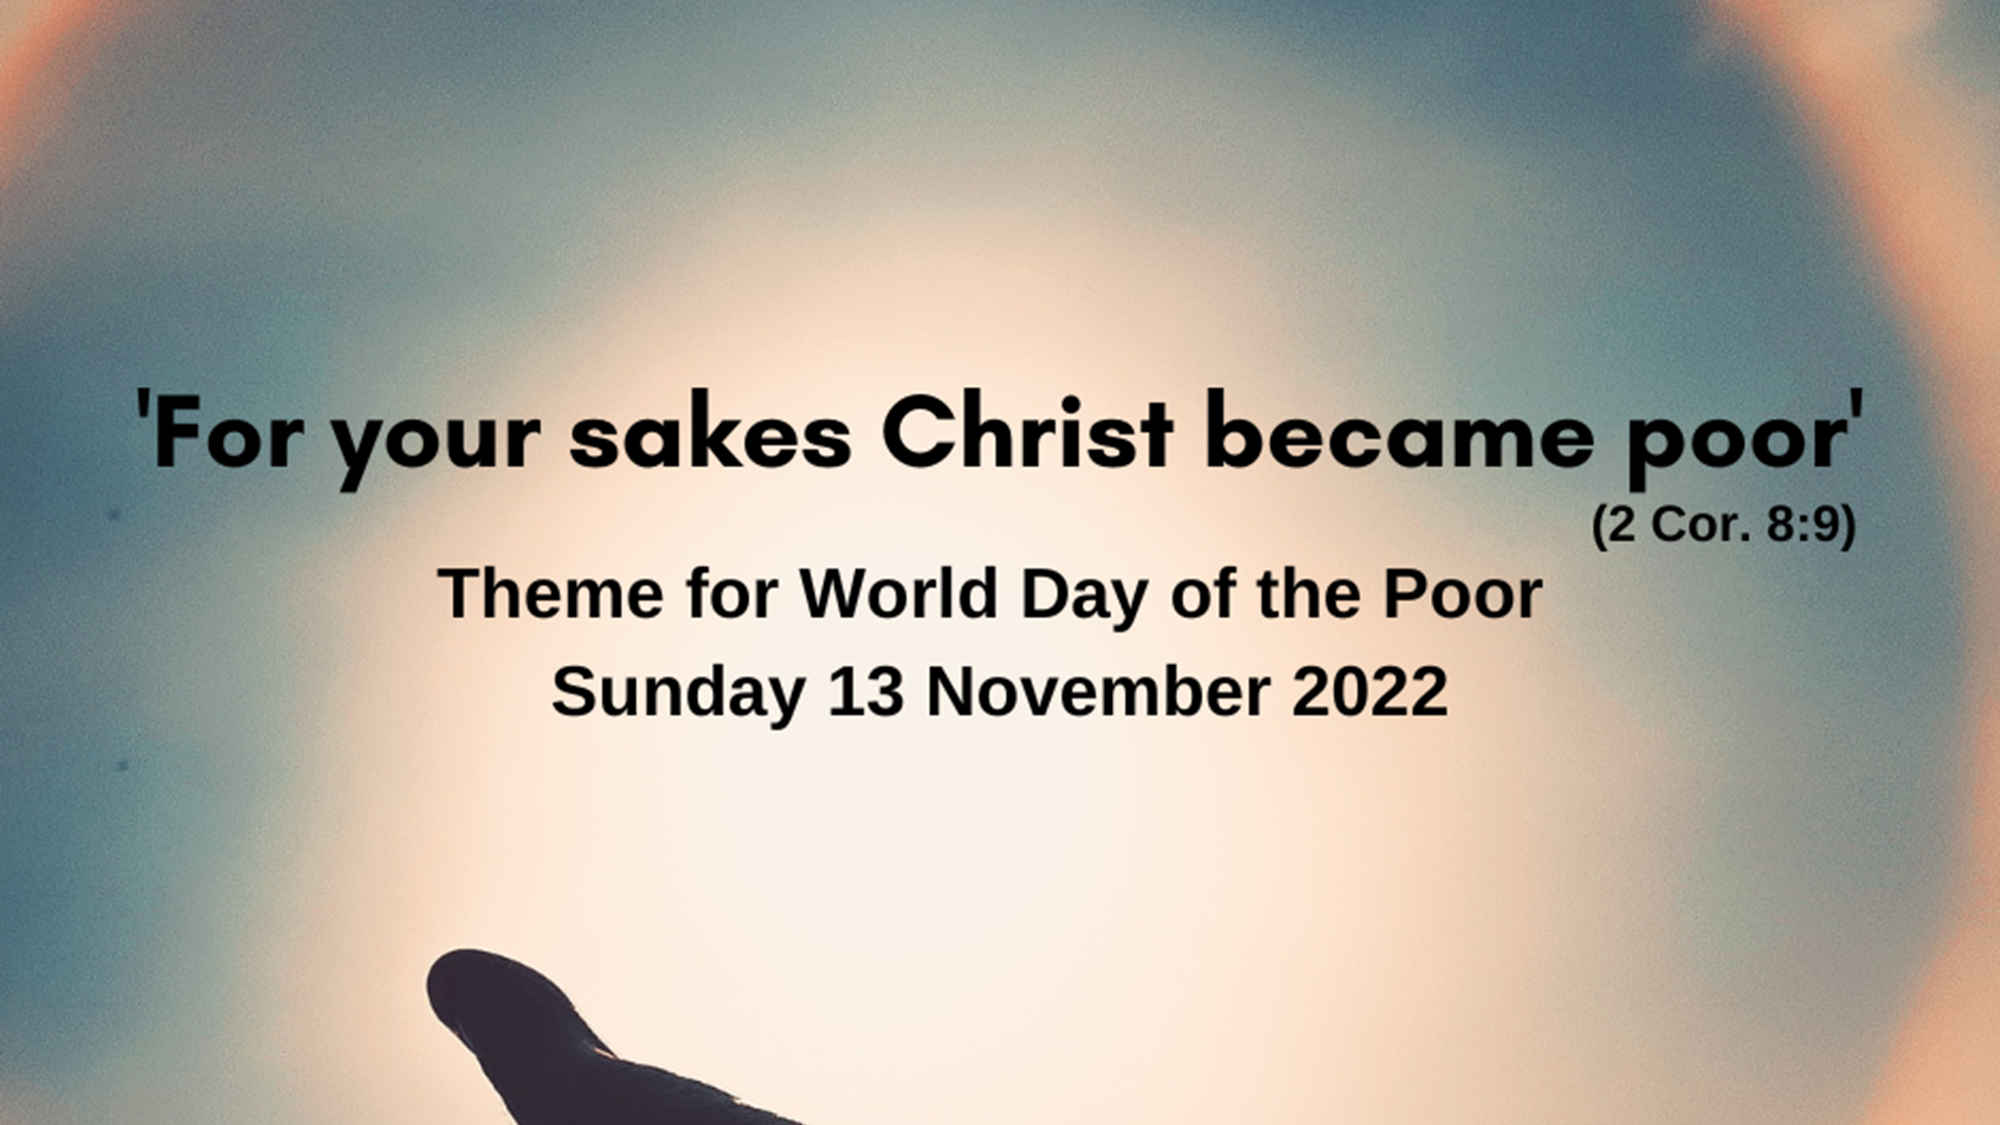 'For your sakes Christ became poor'
(2 Cor. 8:9)
Theme for World Day of the Poor
Sunday 13 November 2022